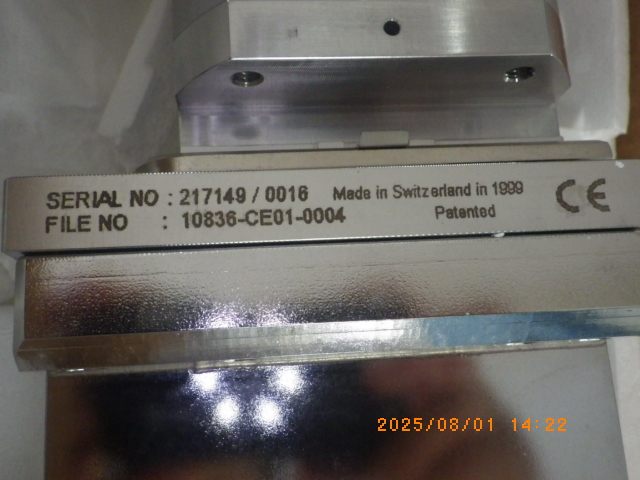 SERIAL NO : 217149 / 0016 Made in Switzerland in 1999 CE
FILE NO : 10836-CE01-0004 Patented
2025/08/01 14:22